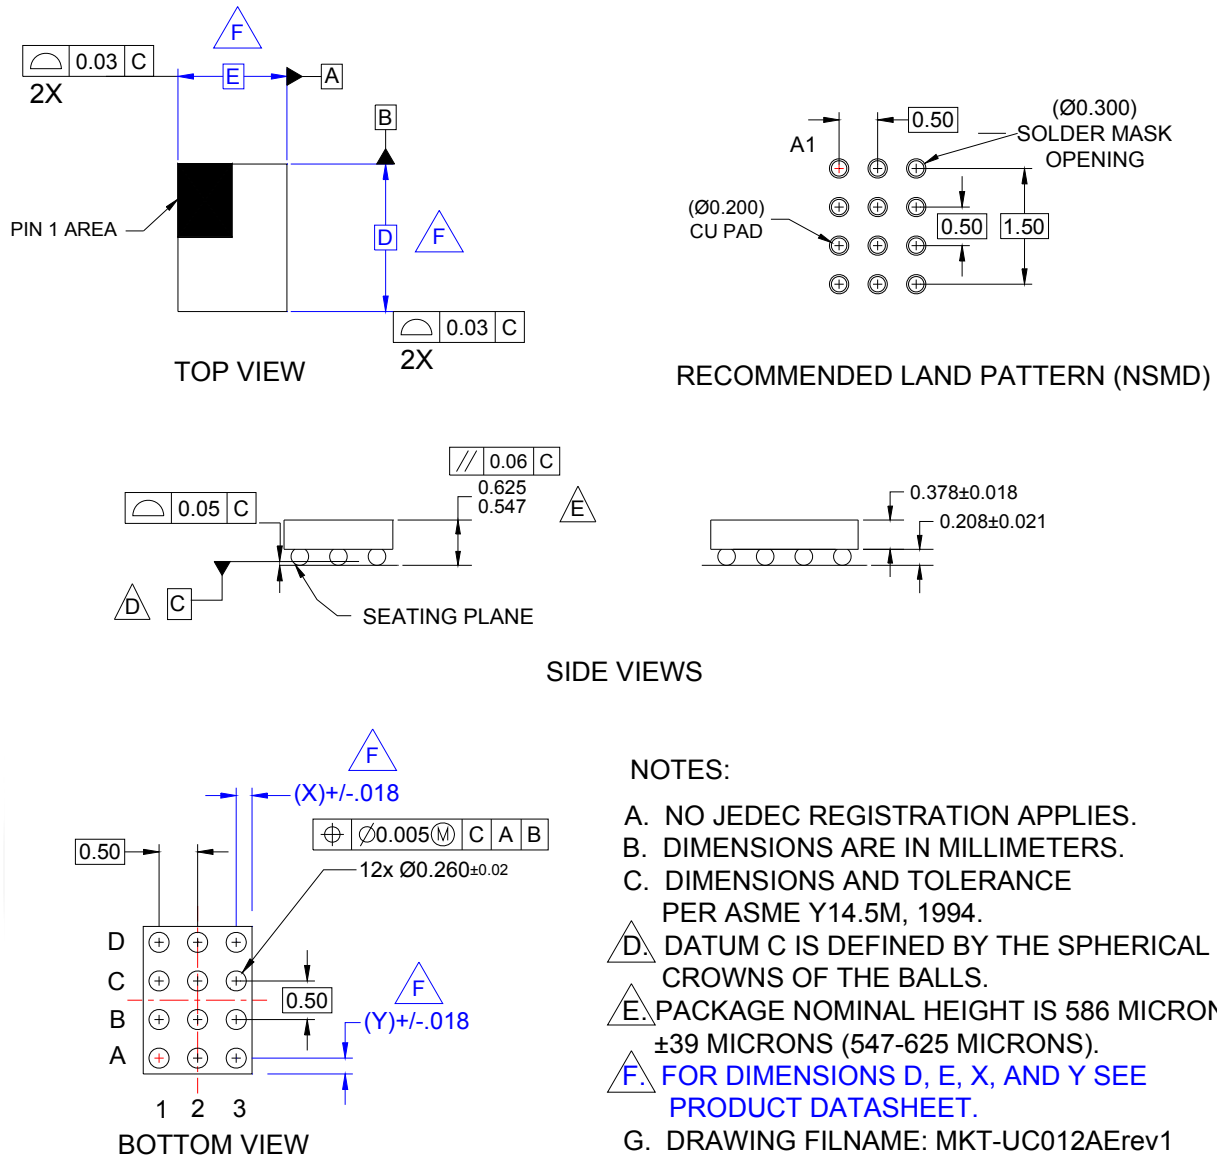 F
0.03 C
2X
E
A
B
PIN 1 AREA
D
F
0.03 C
2X
TOP VIEW
(Ø0.300)
SOLDER MASK
OPENING
0.50
A1
(Ø0.200)
CU PAD
0.50
1.50
RECOMMENDED LAND PATTERN (NSMD)
// 0.06 C
0.625
0.547
E
0.05 C
D
C
SEATING PLANE
0.378±0.018
0.208±0.021
SIDE VIEWS
F
(X)+/-.018
0.50
Ø0.005Ⓜ C A B
12x Ø0.260±0.02
D
C
B
A
0.50
F
(Y)+/-.018
1 2 3
BOTTOM VIEW
NOTES:
A. NO JEDEC REGISTRATION APPLIES.
B. DIMENSIONS ARE IN MILLIMETERS.
C. DIMENSIONS AND TOLERANCE
PER ASME Y14.5M, 1994.
D. DATUM C IS DEFINED BY THE SPHERICAL
CROWNS OF THE BALLS.
E. PACKAGE NOMINAL HEIGHT IS 586 MICRON
±39 MICRONS (547-625 MICRONS).
F. FOR DIMENSIONS D, E, X, AND Y SEE
PRODUCT DATASHEET.
G. DRAWING FILNAME: MKT-UC012AErev1